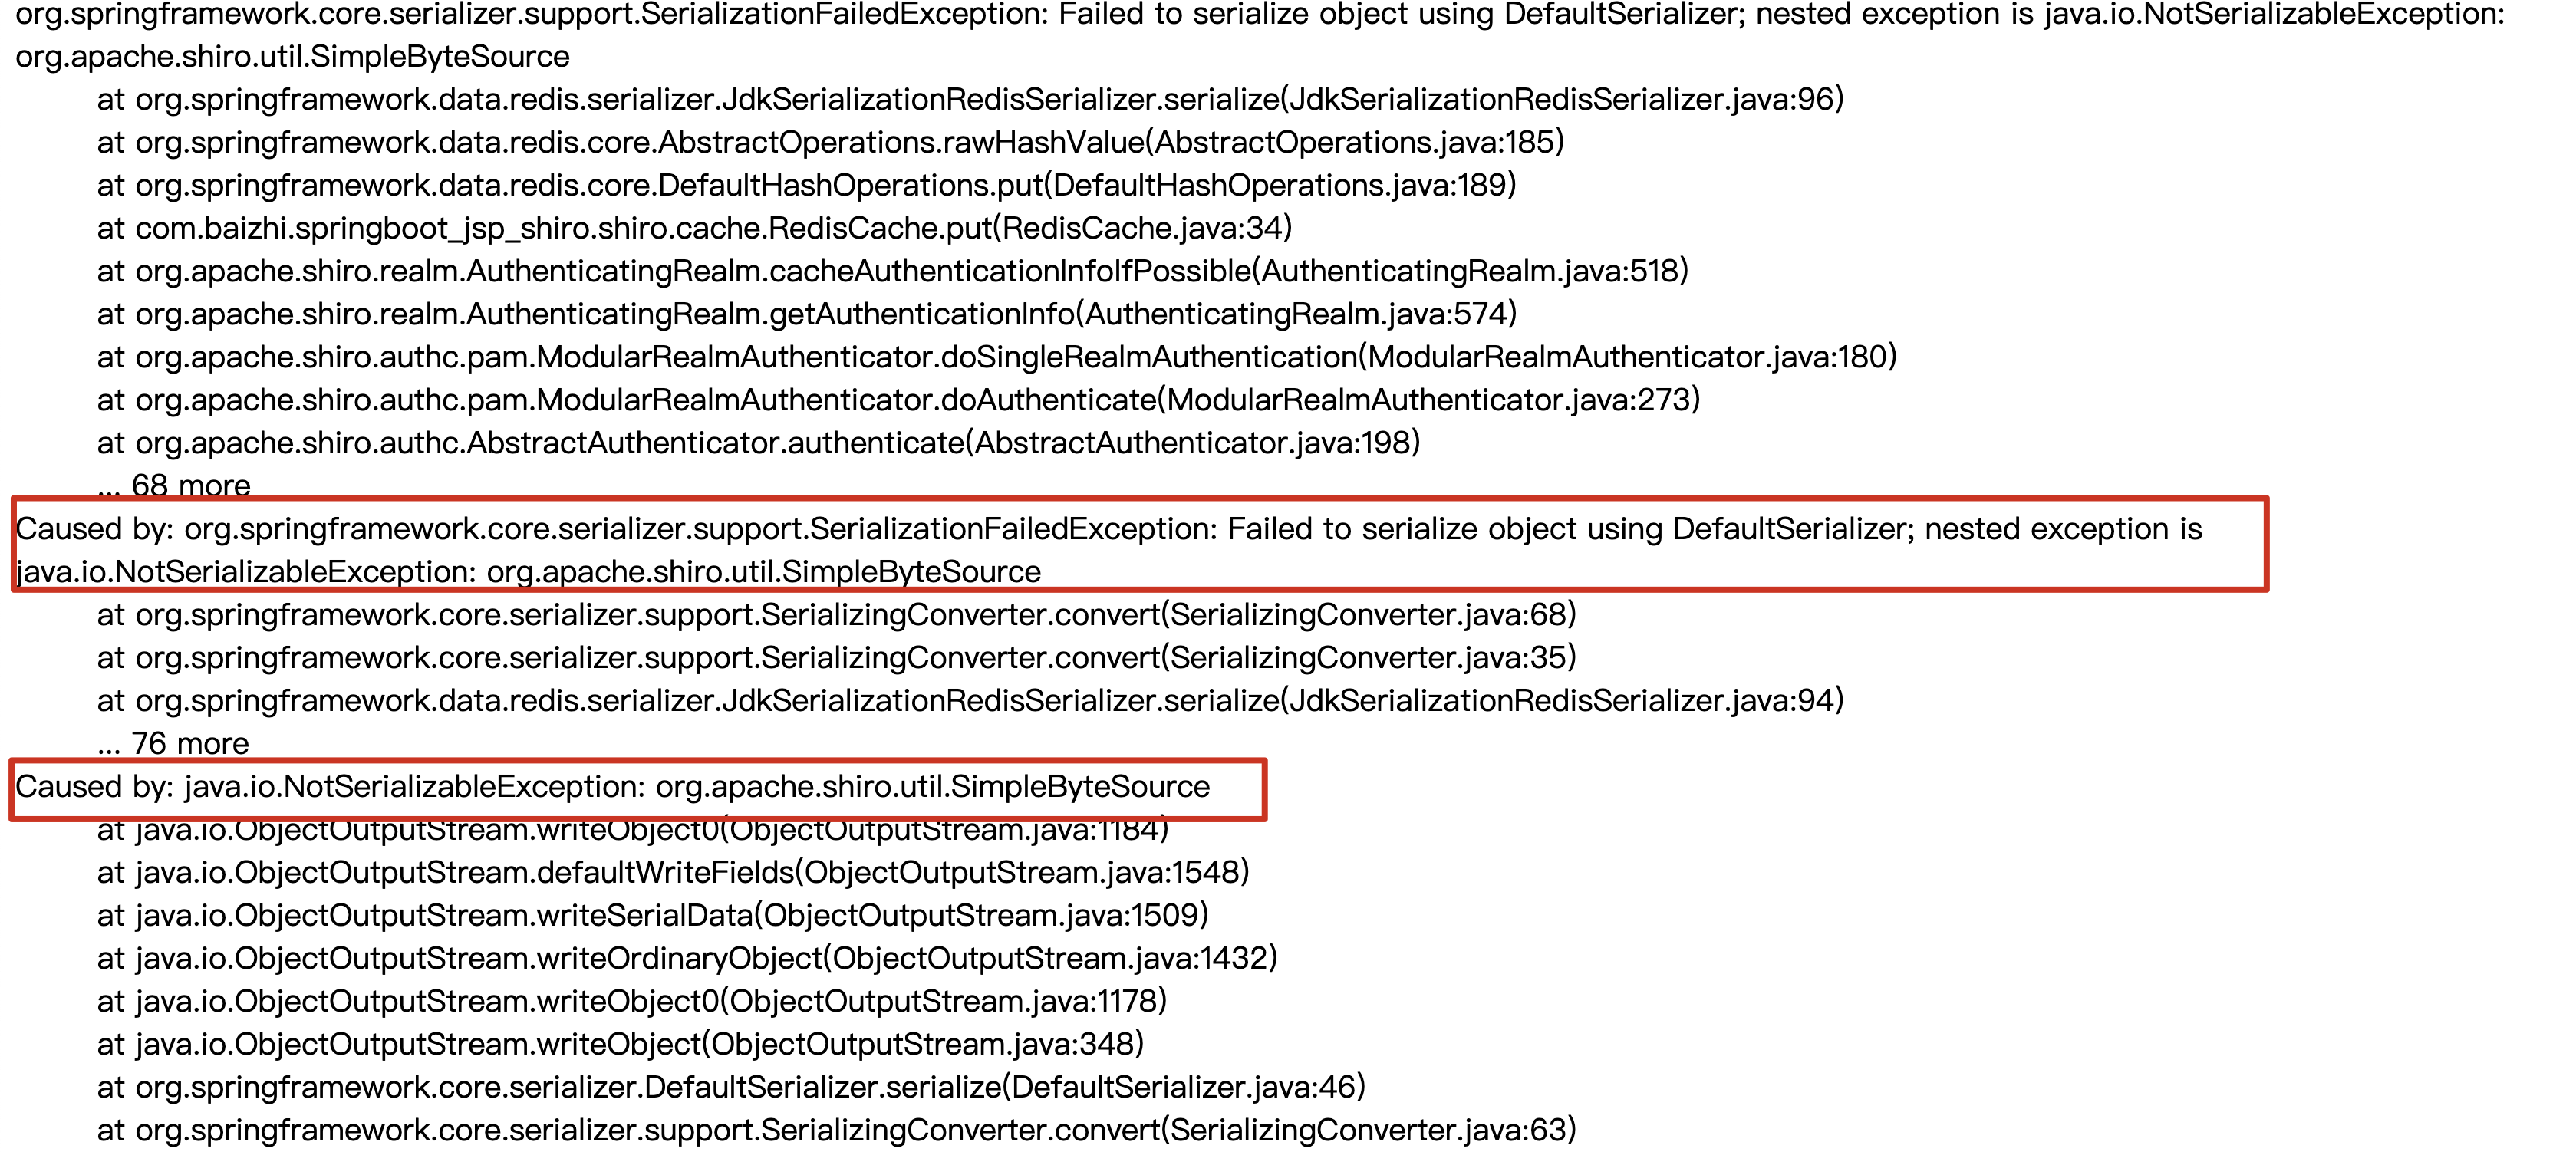 org.springframework.core.serializer.support.SerializationFailedException: Failed to serialize object using DefaultSerializer; nested exception is java.io.NotSerializableException:
org.apache.shiro.util.SimpleByteSource
at org.springframework.data.redis.serializer.JdkSerializationRedisSerializer.serialize(JdkSerializationRedisSerializer.java:96)
at org.springframework.data.redis.core.AbstractOperations.rawHashValue(AbstractOperations.java:185)
at org.springframework.data.redis.core.DefaultHashOperations.put(DefaultHashOperations.java:189)
at com.baizhi.springboot_jsp_shiro.shiro.cache.RedisCache.put(RedisCache.java:34)
at org.apache.shiro.realm.AuthenticatingRealm.cacheAuthenticationInfoIfPossible(AuthenticatingRealm.java:518)
at org.apache.shiro.realm.AuthenticatingRealm.getAuthenticationInfo(AuthenticatingRealm.java:574)
at org.apache.shiro.authc.pam.ModularRealmAuthenticator.doSingleRealmAuthentication(ModularRealmAuthenticator.java:180)
at org.apache.shiro.authc.pam.ModularRealmAuthenticator.doAuthenticate(ModularRealmAuthenticator.java:273)
at org.apache.shiro.authc.AbstractAuthenticator.authenticate(AbstractAuthenticator.java:198)
... 68 more
Caused by: org.springframework.core.serializer.support.SerializationFailedException: Failed to serialize object using DefaultSerializer; nested exception is
java.io.NotSerializableException: org.apache.shiro.util.SimpleByteSource
at org.springframework.core.serializer.support.SerializingConverter.convert(SerializingConverter.java:68)
at org.springframework.core.serializer.support.SerializingConverter.convert(SerializingConverter.java:35)
at org.springframework.data.redis.serializer.JdkSerializationRedisSerializer.serialize(JdkSerializationRedisSerializer.java:94)
... 76 more
Caused by: java.io.NotSerializableException: org.apache.shiro.util.SimpleByteSource
at java.io.ObjectOutputStream.writeObject0(ObjectOutputStream.java:1184)
at java.io.ObjectOutputStream.defaultWriteFields(ObjectOutputStream.java:1548)
at java.io.ObjectOutputStream.writeSerialData(ObjectOutputStream.java:1509)
at java.io.ObjectOutputStream.writeOrdinaryObject(ObjectOutputStream.java:1432)
at java.io.ObjectOutputStream.writeObject0(ObjectOutputStream.java:1178)
at java.io.ObjectOutputStream.writeObject(ObjectOutputStream.java:348)
at org.springframework.core.serializer.DefaultSerializer.serialize(DefaultSerializer.java:46)
at org.springframework.core.serializer.support.SerializingConverter.convert(SerializingConverter.java:63)